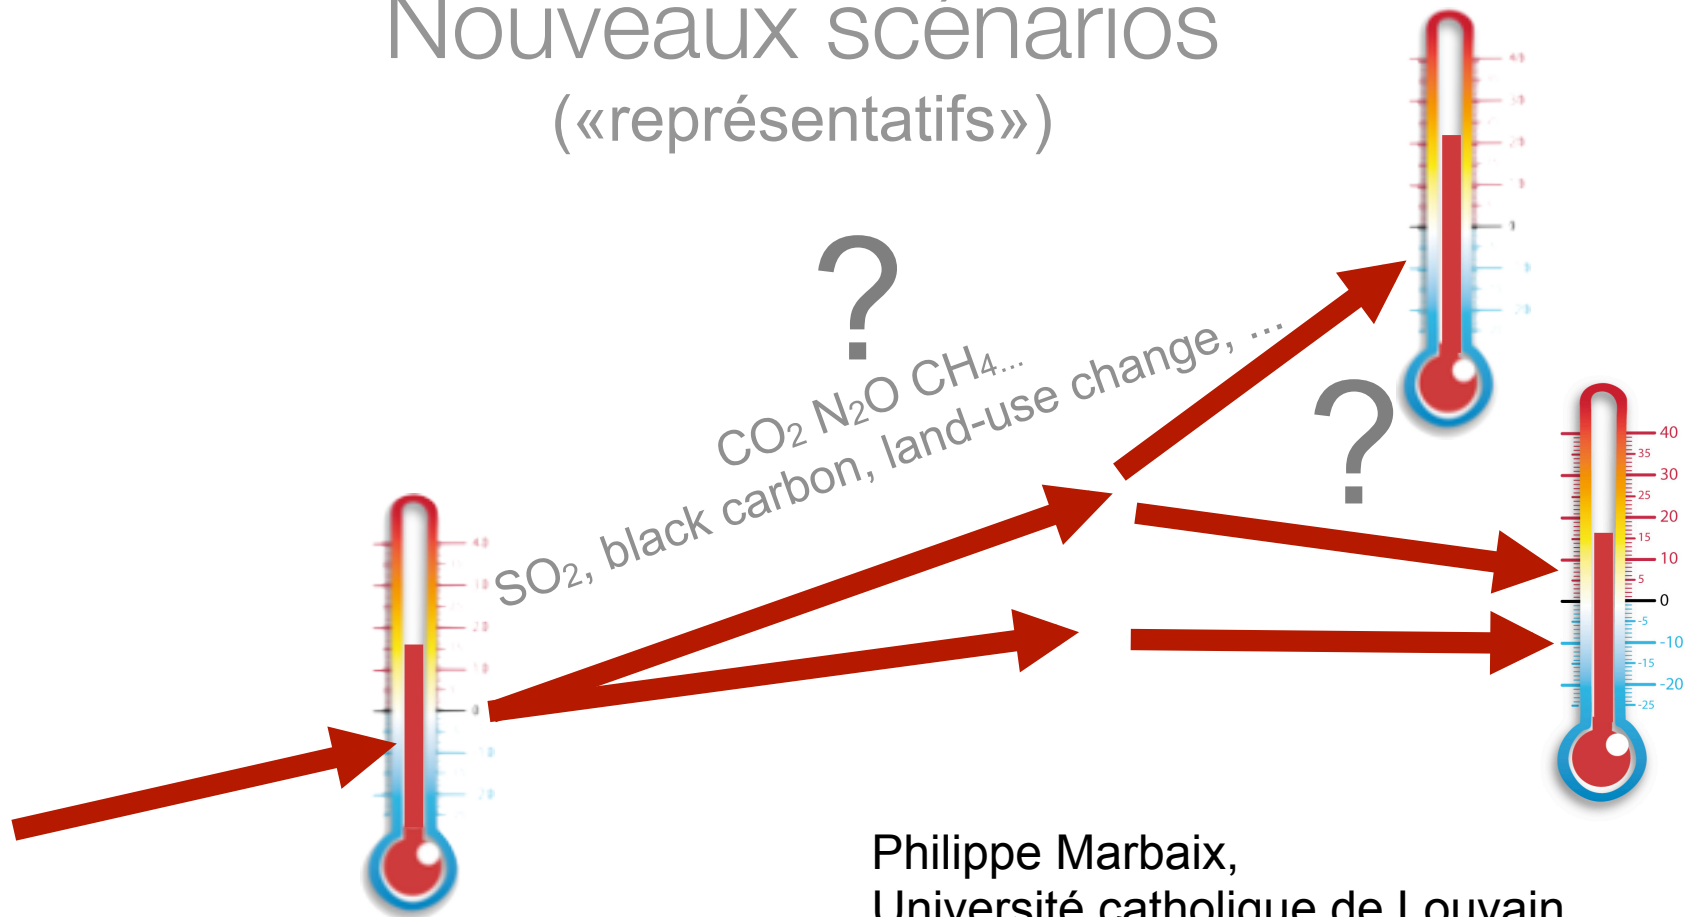 Nouveaux scénarios
(«représentatifs»)
?
CO₂ N₂O CH₄...
SO₂, black carbon, land-use change, ...
?
40
35
30
25
20
15
10
5
0
-5
-10
-15
-20
-25
Philippe Marbaix,
Université catholique de Louvain